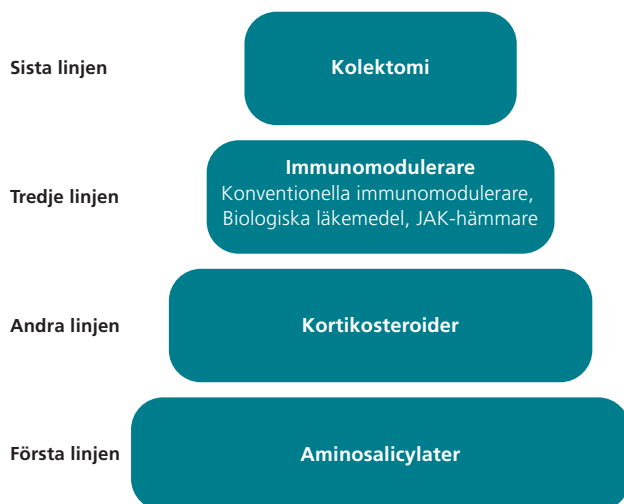 Sista linjen
Kolektomi
Tredje linjen
Immunomodulerare
Konventionella immunomodulerare,
Biologiska läkemedel, JAK-hämmare
Andra linjen
Kortikosteroider
Första linjen
Aminosalicylater